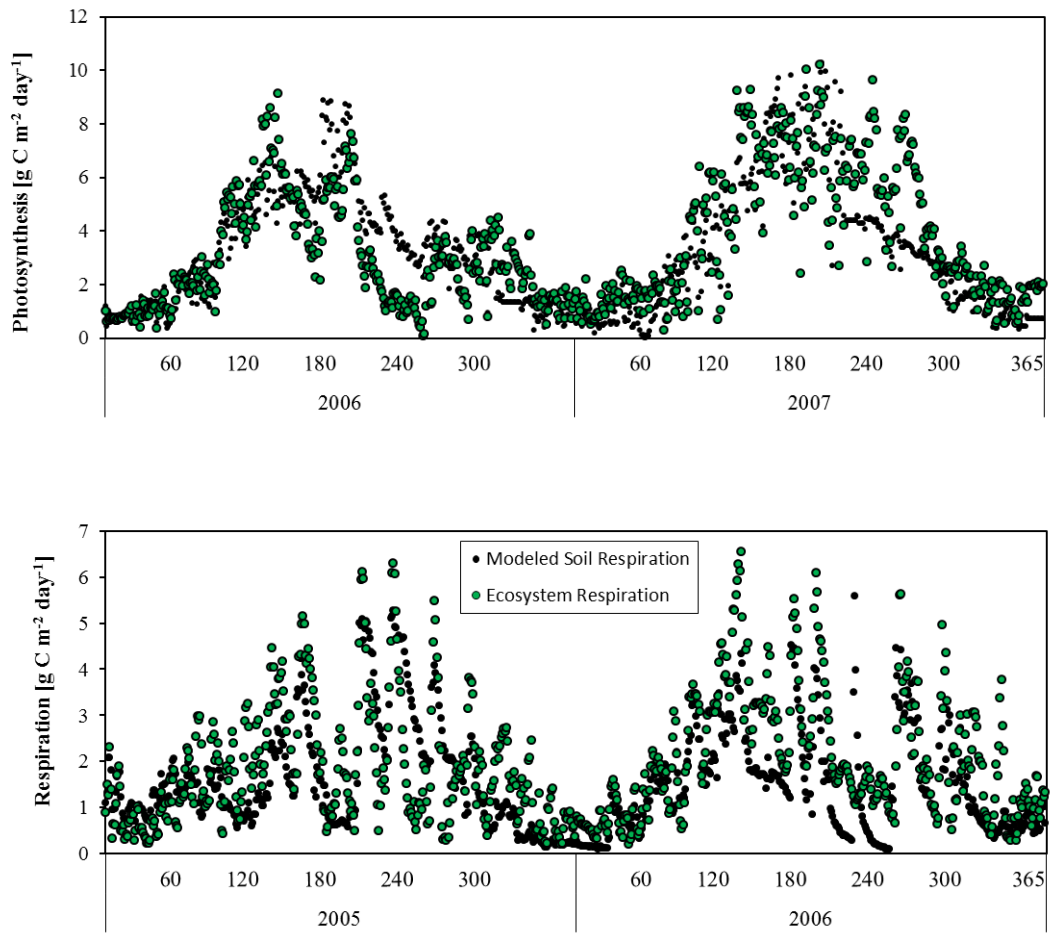 12
10
8
6
4
2
0
Photosynthesis [g C m⁻² day⁻¹]
60 120 180 240 300 60 120 180 240 300 365
2006 2007
7
6
5
4
3
2
1
0
Respiration [g C m⁻² day⁻¹]
Modeled Soil Respiration
Ecosystem Respiration
60 120 180 240 300 60 120 180 240 300 365
2005 2006